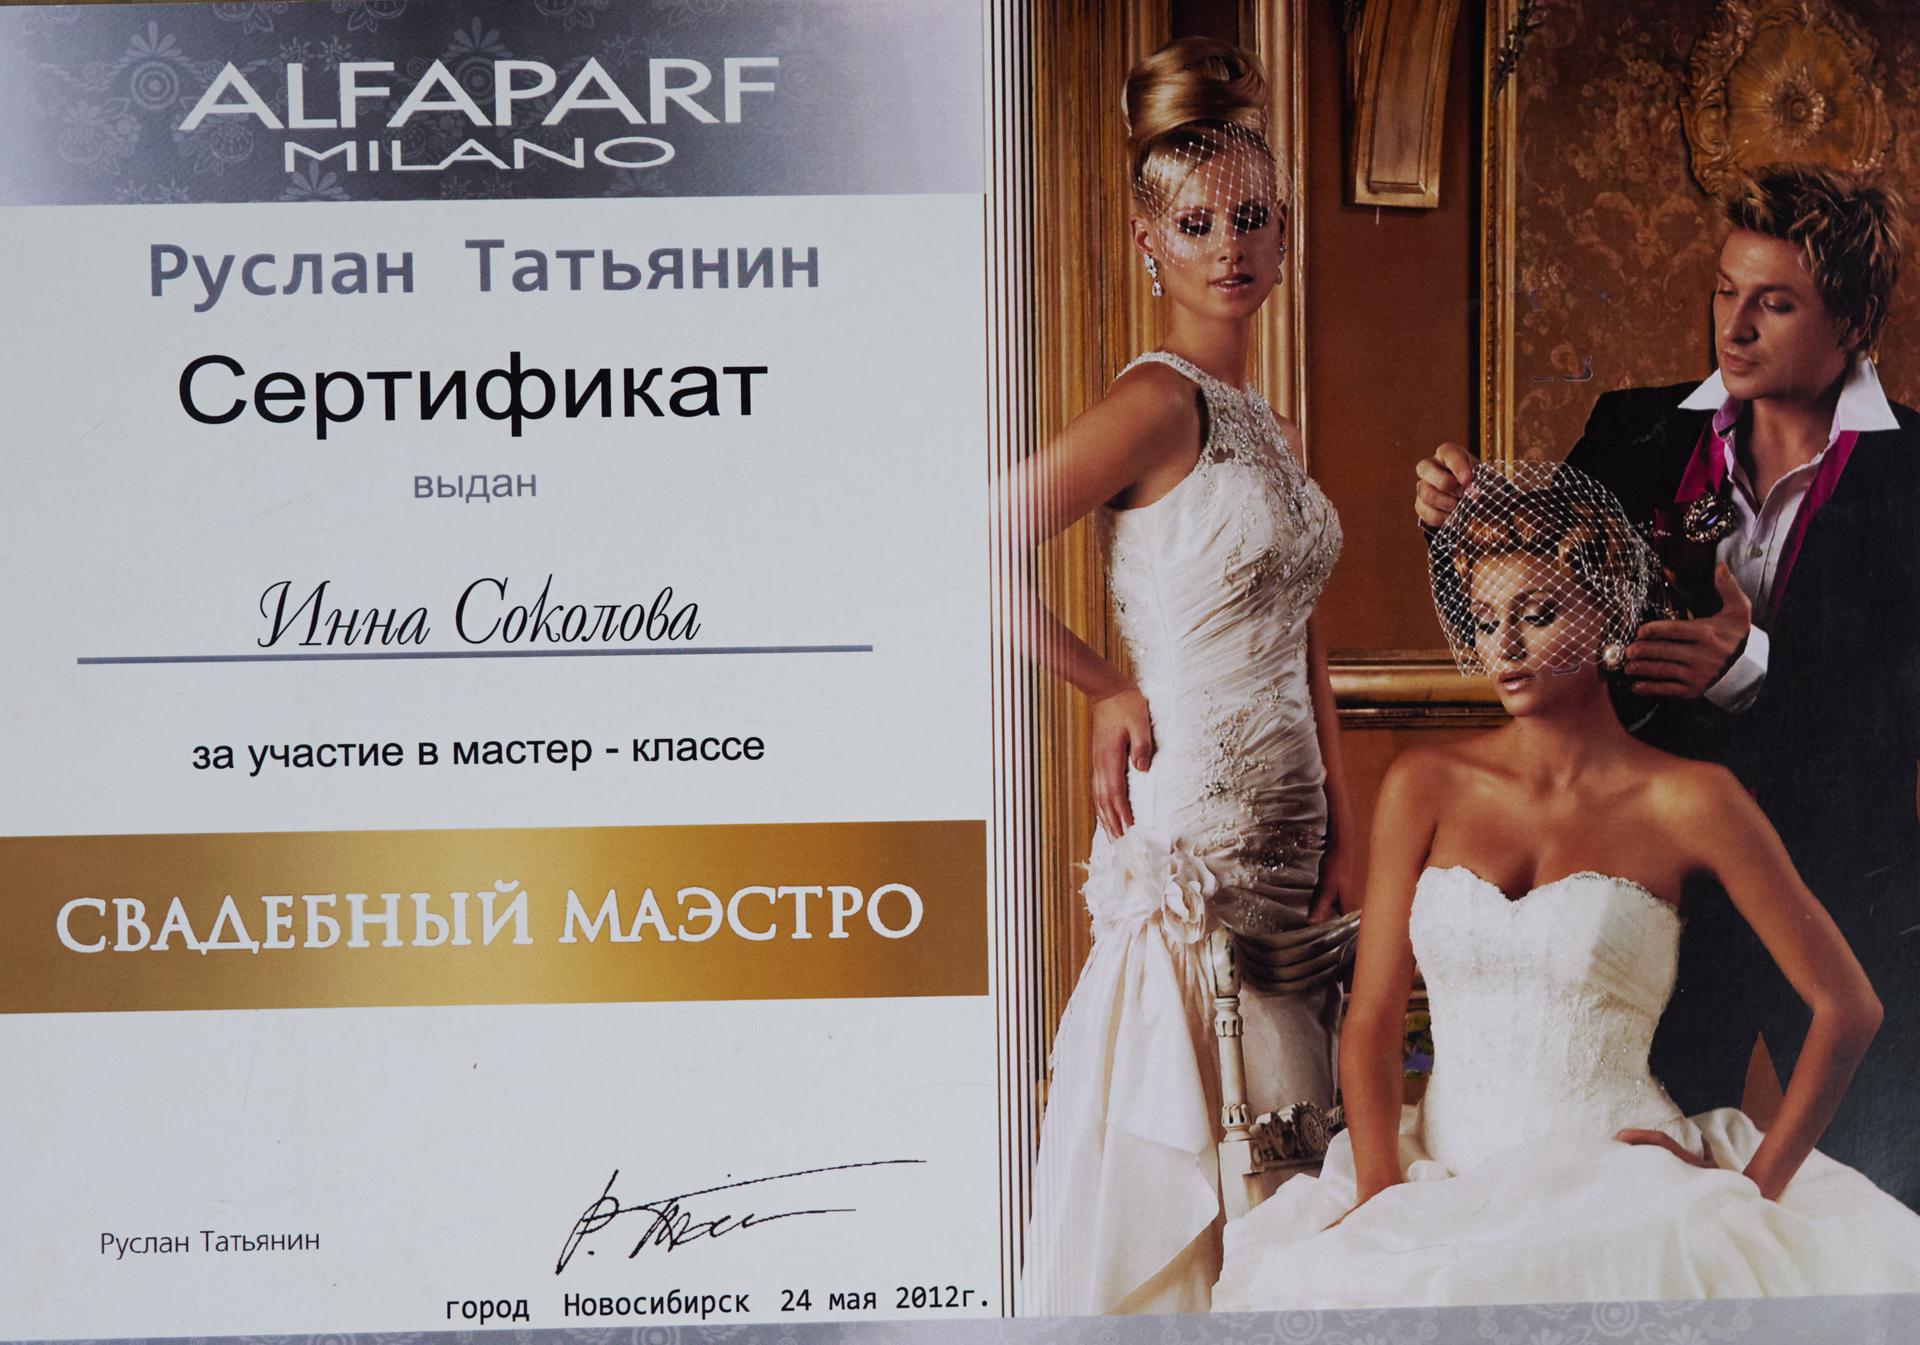 ALFAPARF
MILANO
Руслан Татьянин
Сертификат
выдан
Инна Соколова
за участие в мастер - классе
СВАДЕБНЫЙ МАЭСТРО
Руслан Татьянин
город Новосибирск 24 мая 2012г.